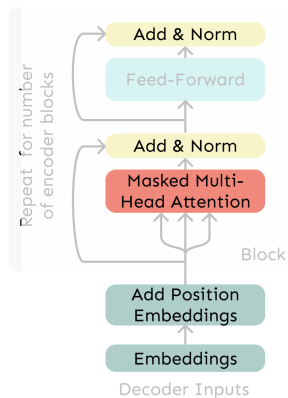 Add & Norm
Feed-Forward
Repeat for number
of encoder blocks
Add & Norm
Masked Multi-
Head Attention
Block
Add Position
Embeddings
Embeddings
Decoder Inputs